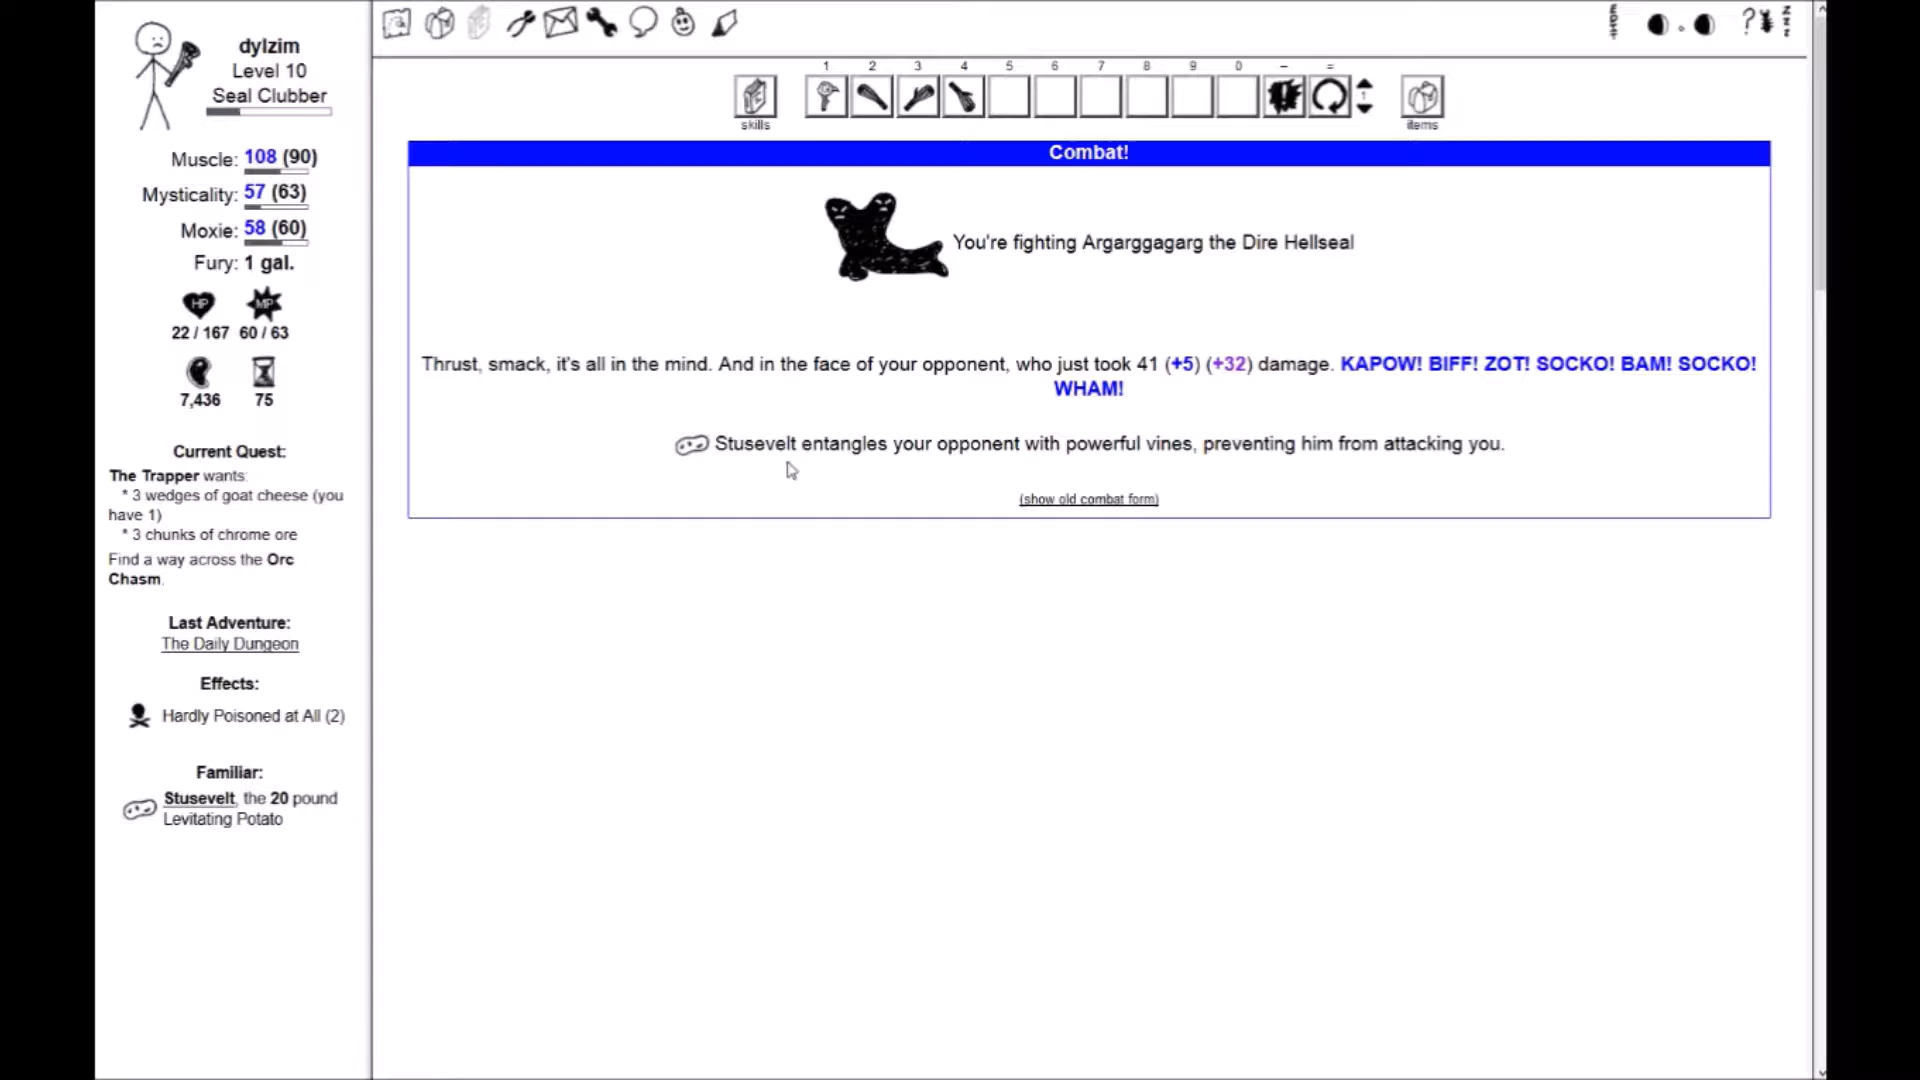 dylzim
Level 10
Seal Clubber
Muscle: 108 (90)
Mysticality: 57 (63)
Moxie: 58 (60)
Fury: 1 gal.
HP MP
22 / 167 60 / 63
7,436 75
Current Quest:
The Trapper wants:
* 3 wedges of goat cheese (you
have 1)
* 3 chunks of chrome ore
Find a way across the Orc
Chasm.
Last Adventure:
The Daily Dungeon
Effects:
Hardly Poisoned at All (2)
Familiar:
Stusevelt, the 20 pound
Levitating Potato
1 2 3 4 5 6 7 8 9 0 - =
1
skills items
Combat!
You're fighting Argarggagarg the Dire Hellseal
Thrust, smack, it's all in the mind. And in the face of your opponent, who just took 41 (+5) (+32) damage. KAPOW! BIFF! ZOT! SOCKO! BAM! SOCKO!
WHAM!
Stusevelt entangles your opponent with powerful vines, preventing him from attacking you.
(show old combat form)